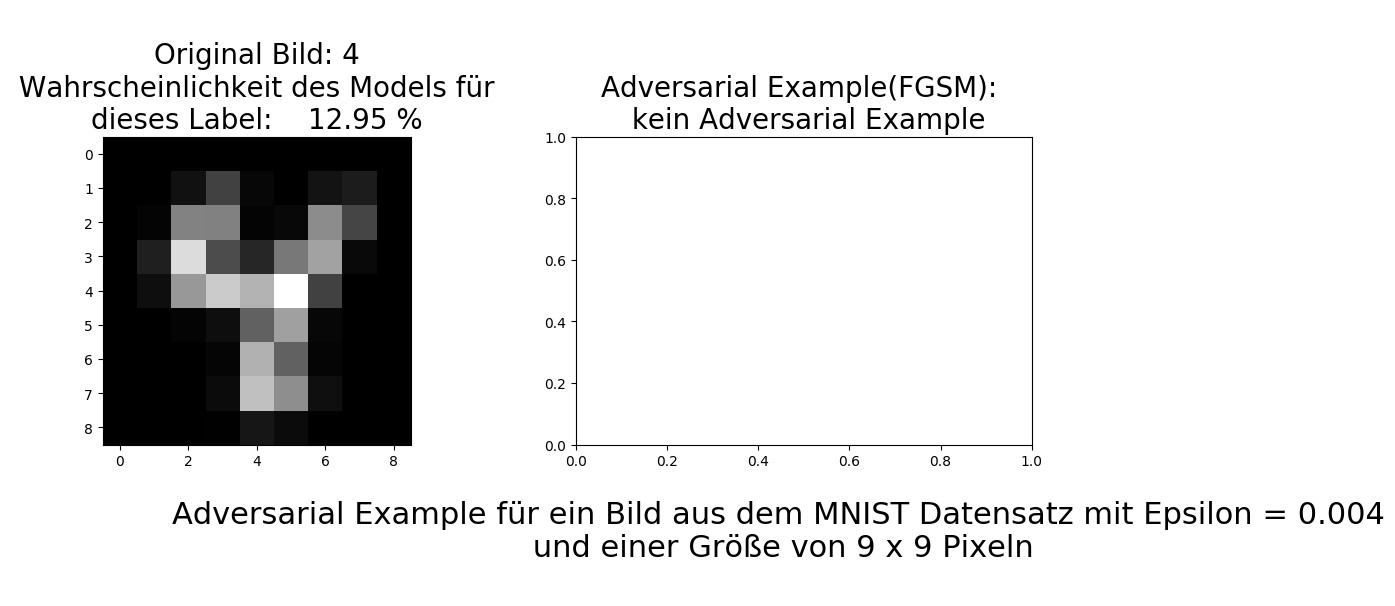 Original Bild: 4
Wahrscheinlichkeit des Models für
dieses Label: 12.95 %
Adversarial Example(FGSM):
kein Adversarial Example
0
1
2
3
4
5
6
7
8
0 2 4 6 8
1.0
0.8
0.6
0.4
0.2
0.0
0.0 0.2 0.4 0.6 0.8 1.0
Adversarial Example für ein Bild aus dem MNIST Datensatz mit Epsilon = 0.004
und einer Größe von 9 x 9 Pixeln